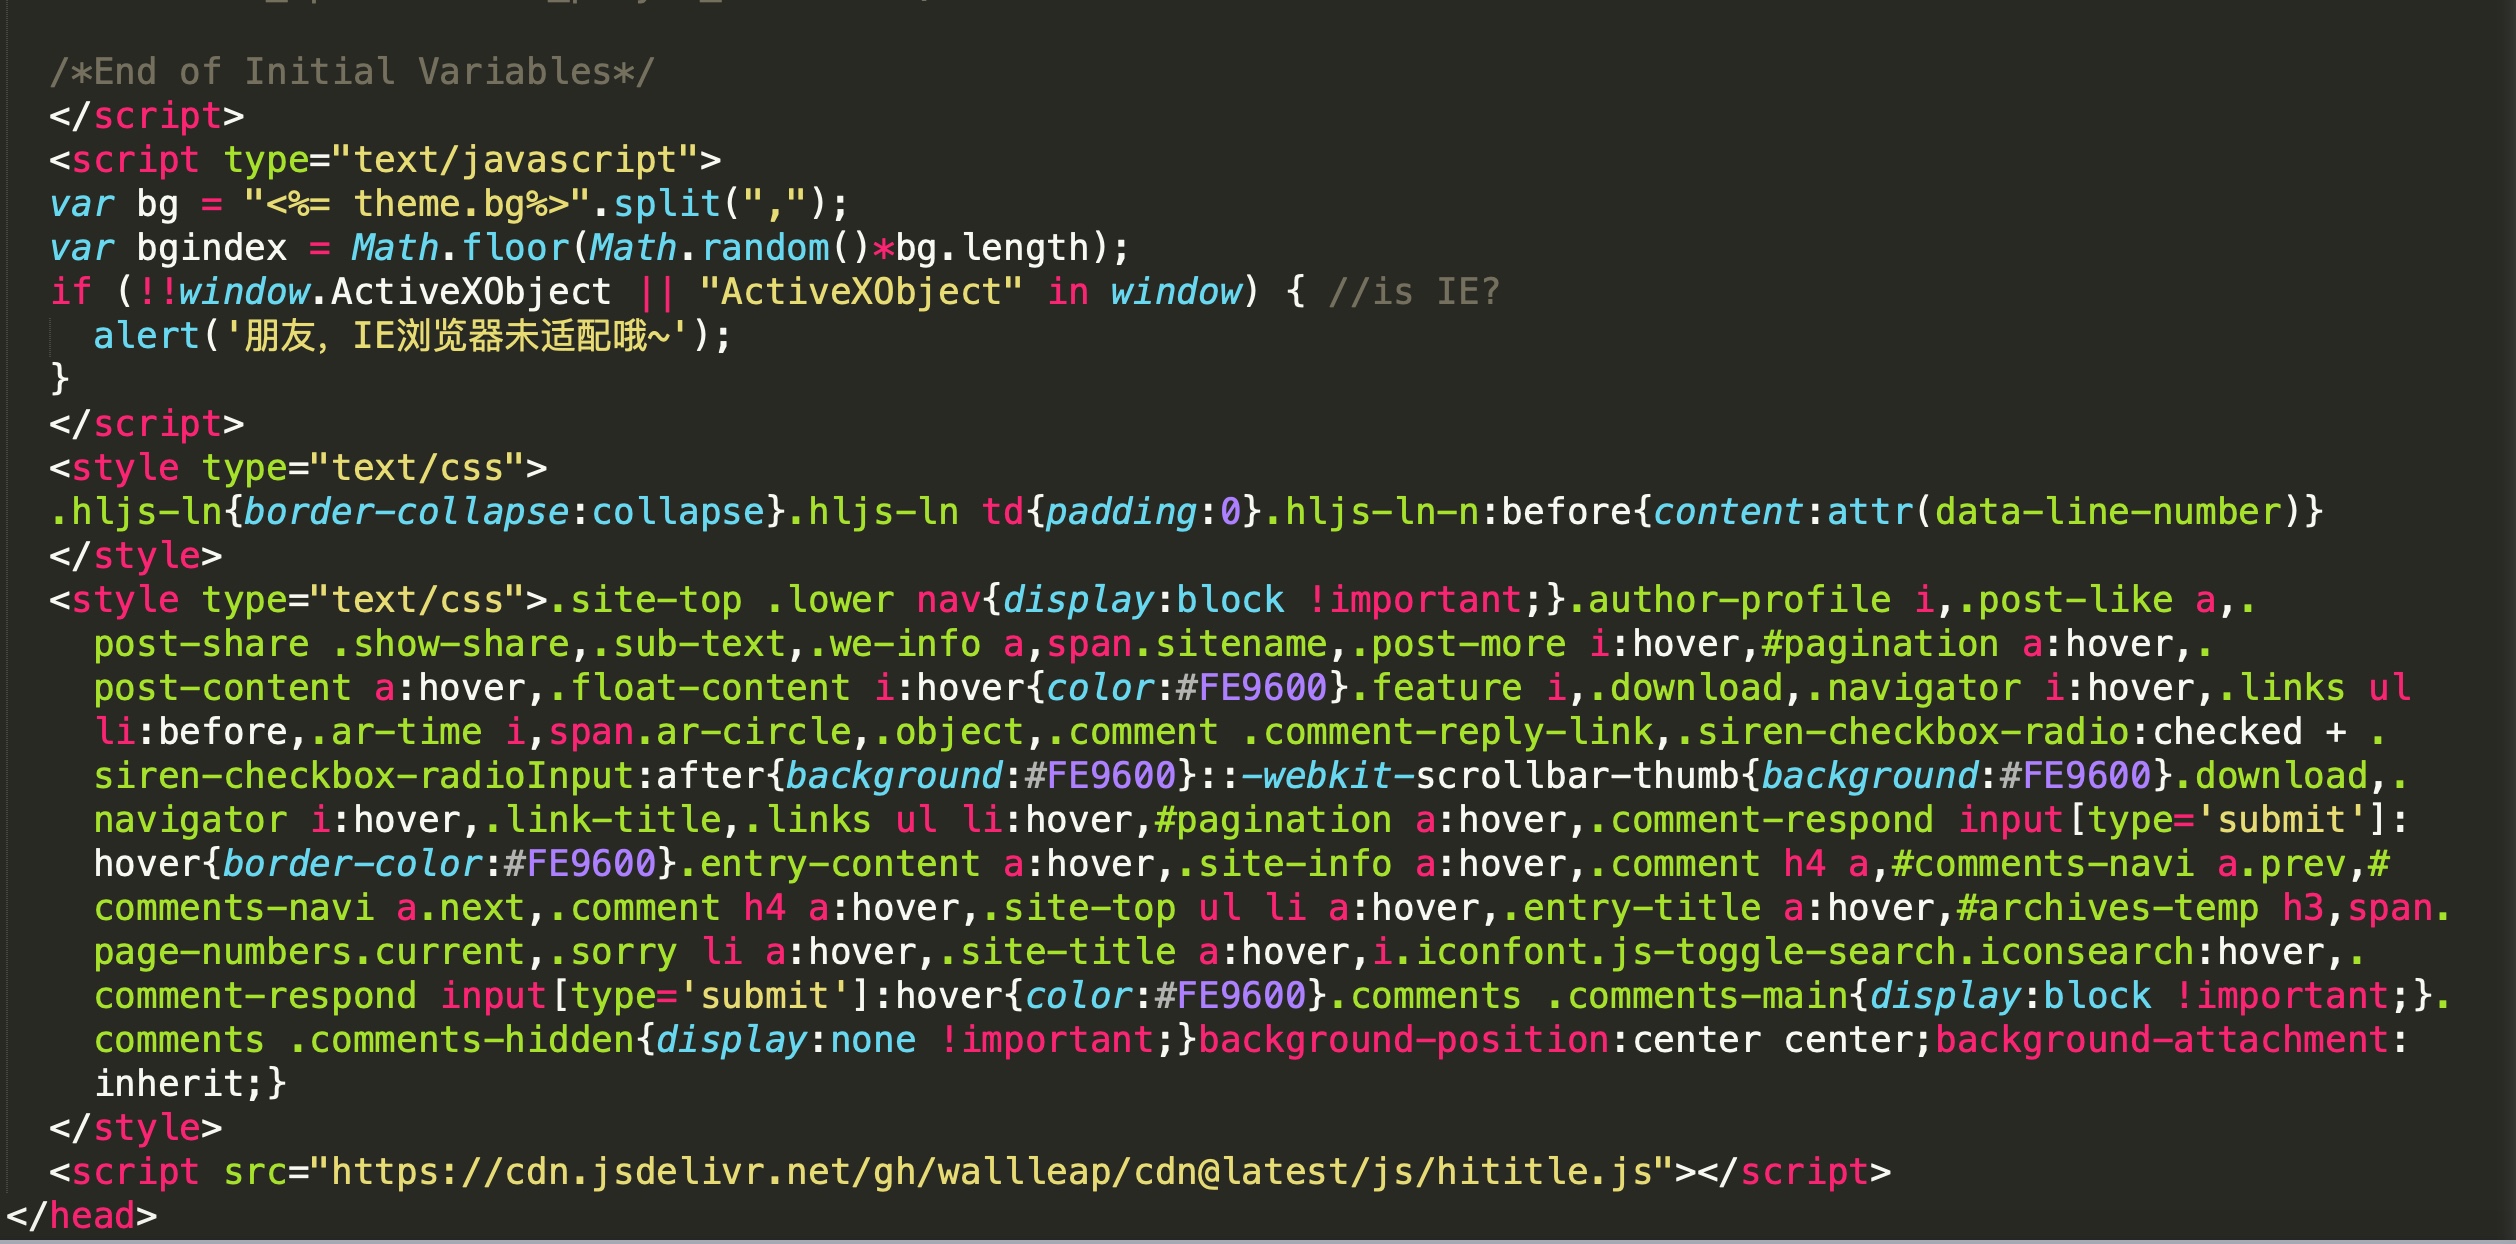 /*End of Initial Variables*/
</script>
<script type="text/javascript">
var bg = "<%= theme.bg%>".split(",");
var bgindex = Math.floor(Math.random()*bg.length);
if (!!window.ActiveXObject || "ActiveXObject" in window) { //is IE?
alert('朋友，IE浏览器未适配哦~');
}
</script>
<style type="text/css">
.hljs-ln{border-collapse:collapse}.hljs-ln td{padding:0}.hljs-ln-n:before{content:attr(data-line-number)}
</style>
<style type="text/css">.site-top .lower nav{display:block !important;}.author-profile i,.post-like a,.
post-share .show-share,.sub-text,.we-info a,span.sitename,.post-more i:hover,#pagination a:hover,.
post-content a:hover,.float-content i:hover{color:#FE9600}.feature i,.download,.navigator i:hover,.links ul
li:before,.ar-time i,span.ar-circle,.object,.comment .comment-reply-link,.siren-checkbox-radio:checked + .
siren-checkbox-radioInput:after{background:#FE9600}::-webkit-scrollbar-thumb{background:#FE9600}.download,.
navigator i:hover,.link-title,.links ul li:hover,#pagination a:hover,.comment-respond input[type='submit']:
hover{border-color:#FE9600}.entry-content a:hover,.site-info a:hover,.comment h4 a,#comments-navi a.prev,#
comments-navi a.next,.comment h4 a:hover,.site-top ul li a:hover,.entry-title a:hover,#archives-temp h3,span.
page-numbers.current,.sorry li a:hover,.site-title a:hover,i.iconfont.js-toggle-search.iconsearch:hover,.
comment-respond input[type='submit']:hover{color:#FE9600}.comments .comments-main{display:block !important;}.
comments .comments-hidden{display:none !important;}background-position:center center;background-attachment:
inherit;}
</style>
<script src="https://cdn.jsdelivr.net/gh/wallleap/cdn@latest/js/hititle.js"></script>
</head>